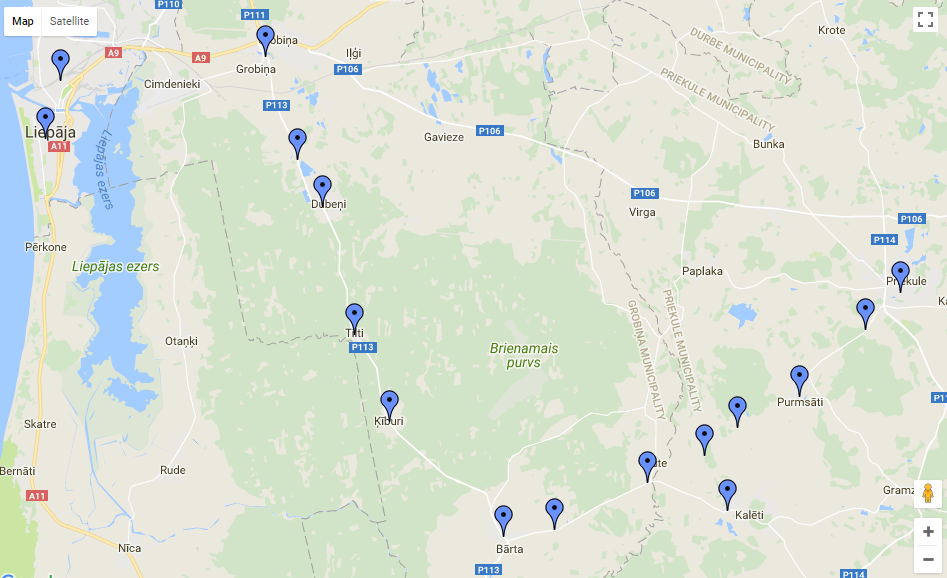 Map
Satellite
P110
P111
Krote
Iļģi
A9
A9
Grobiņa
P106
Cimdenieki
DURBE MUNICIPALITY
PRIEKULE MUNICIPALITY
P113
Liepāja
A11
Liepājas ezers
Gavieze
P106
Bunka
Dubeņi
P106
Virga
P106
P114
Pērkone
Liepājas ezers
Paplaka
Priekule
GROBIŅA MUNICIPALITY
PRIEKULE MUNICIPALITY
Otaņķi
P113
Brienamais
purvs
Purmsāti
Skatre
Ķīburi
Bernāti
Rude
A11
Kalēti
Nīca
Bārta
P113
P114